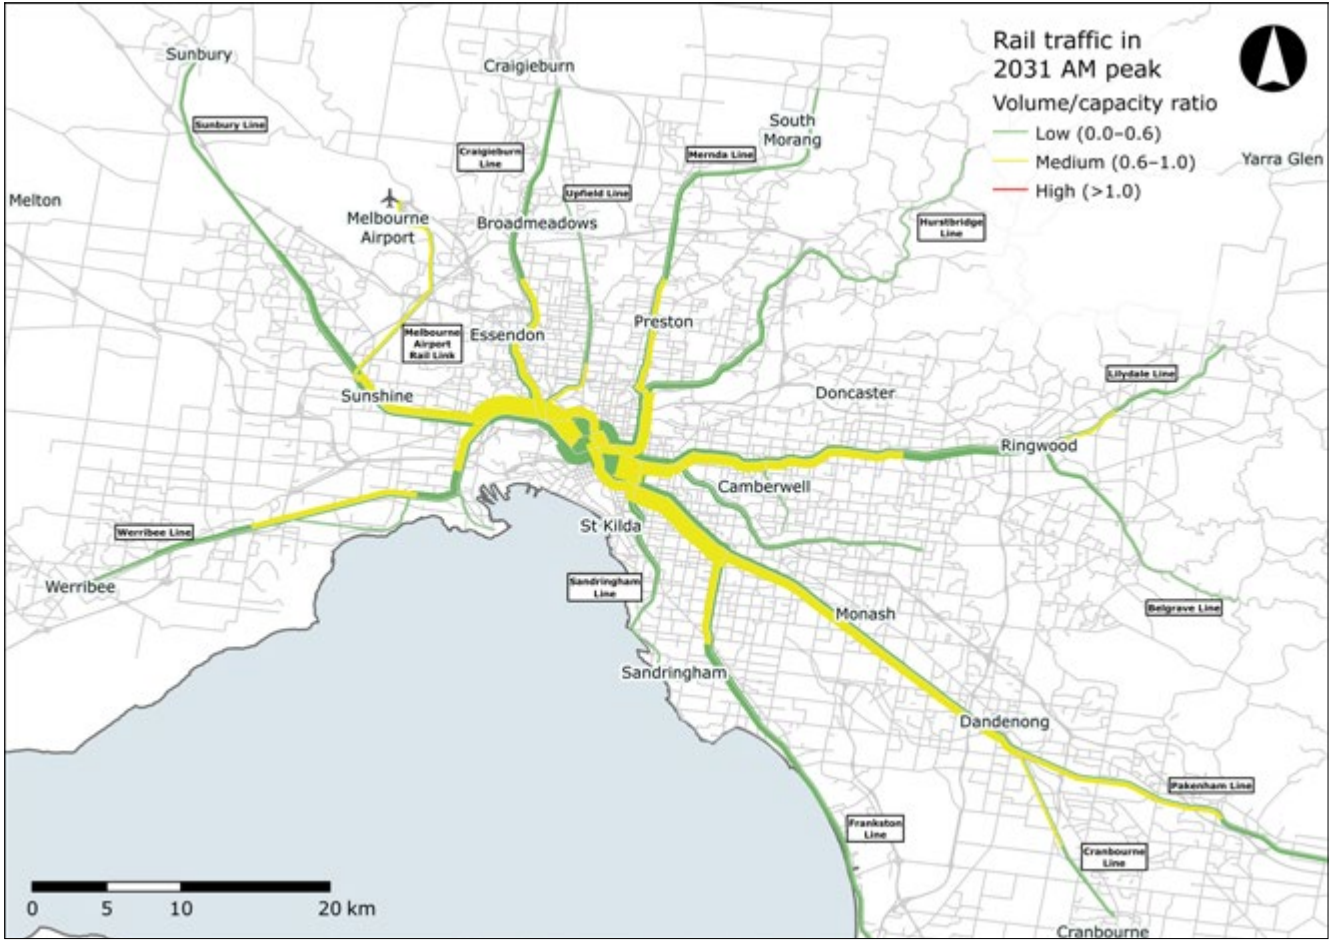 Rail traffic in
2031 AM peak
Volume/capacity ratio
Low (0.0–0.6)
Medium (0.6–1.0)
High (>1.0)
Sunbury
Craigieburn
Sunbury Line
South
Morang
Craigieburn
Line
Mernda Line
Yarra Glen
Melton
Upfield Line
Melbourne
Airport
Broadmeadows
Hurstbridge
Line
Preston
Essendon
Melbourne
Airport
Rail Link
Lilydale Line
Sunshine
Doncaster
Ringwood
Camberwell
St Kilda
Werribee Line
Werribee
Sandringham
Line
Belgrave Line
Monash
Sandringham
Dandenong
Pakenham Line
Frankston
Line
Cranbourne
Line
0 5 10 20 km
Cranbourne